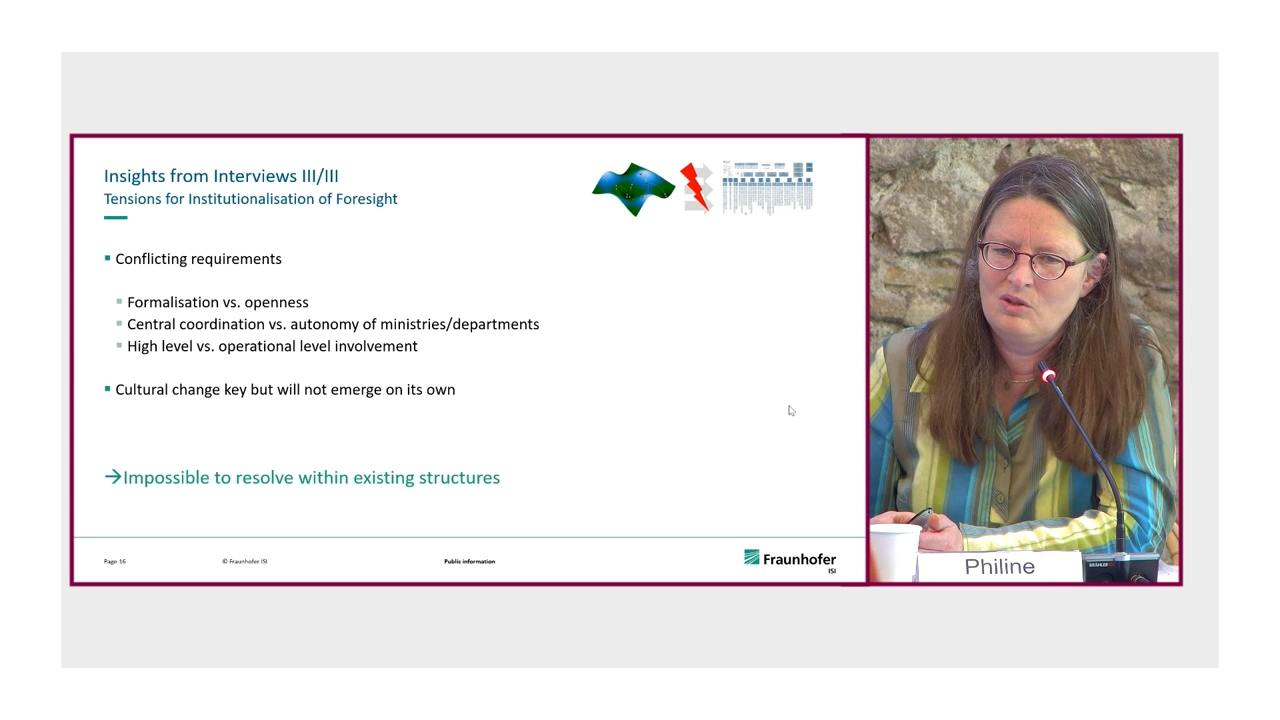 Insights from Interviews III/III
Tensions for Institutionalisation of Foresight
Conflicting requirements
Formalisation vs. openness
Central coordination vs. autonomy of ministries/departments
High level vs. operational level involvement
Cultural change key but will not emerge on its own
→Impossible to resolve within existing structures
Page 16
© Fraunhofer ISI
Public information
Fraunhofer
ISI
Philine
BRÄHLER